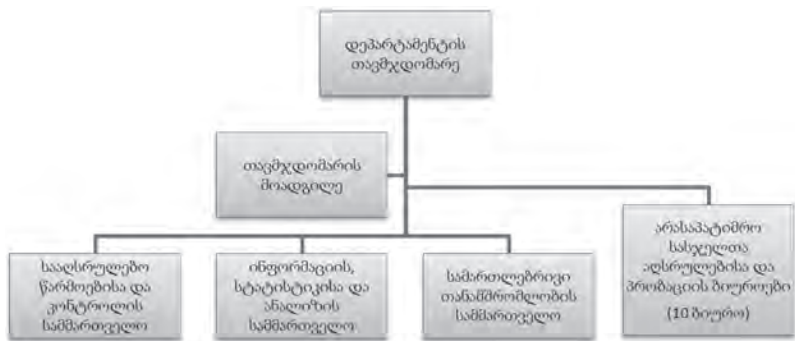 დეპარტამენტის
თავმჯდომარე
თავმჯდომარის
მოადგილე
არასაპატიმრო
სასჯელთა
აღსრულებისა და
პრობაციის ბიუროები
(10 ბიურო)
სააღსრულებო
წარმოებისა და
კონტროლის
სამმართველო
ინფორმაციის,
სტატისტიკისა და
ანალიზის
სამმართველო
სამართლებრივი
თანამშრომლობის
სამმართველო